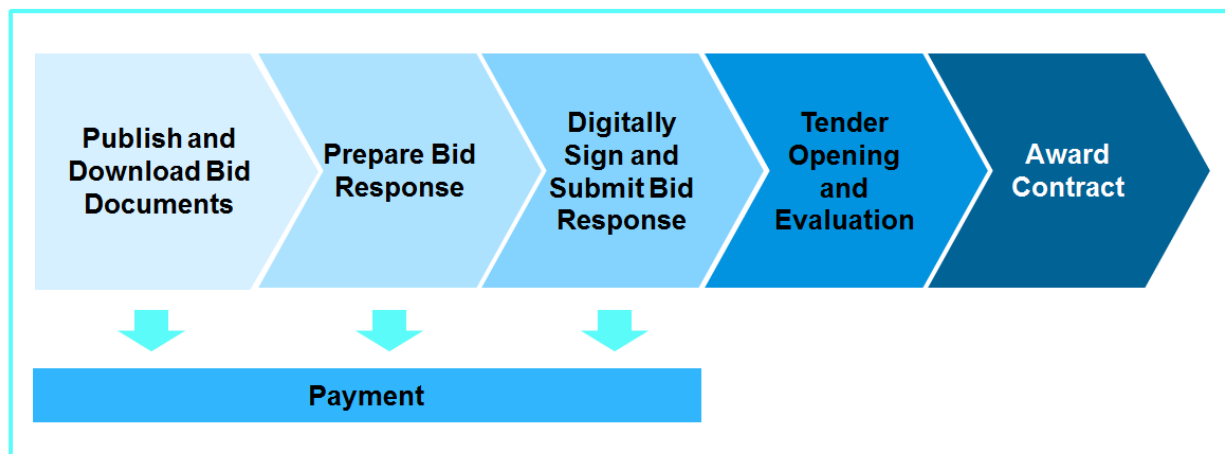 Publish and
Download Bid
Documents
Prepare Bid
Response
Digitally
Sign and
Submit Bid
Response
Tender
Opening
and
Evaluation
Award
Contract
Payment